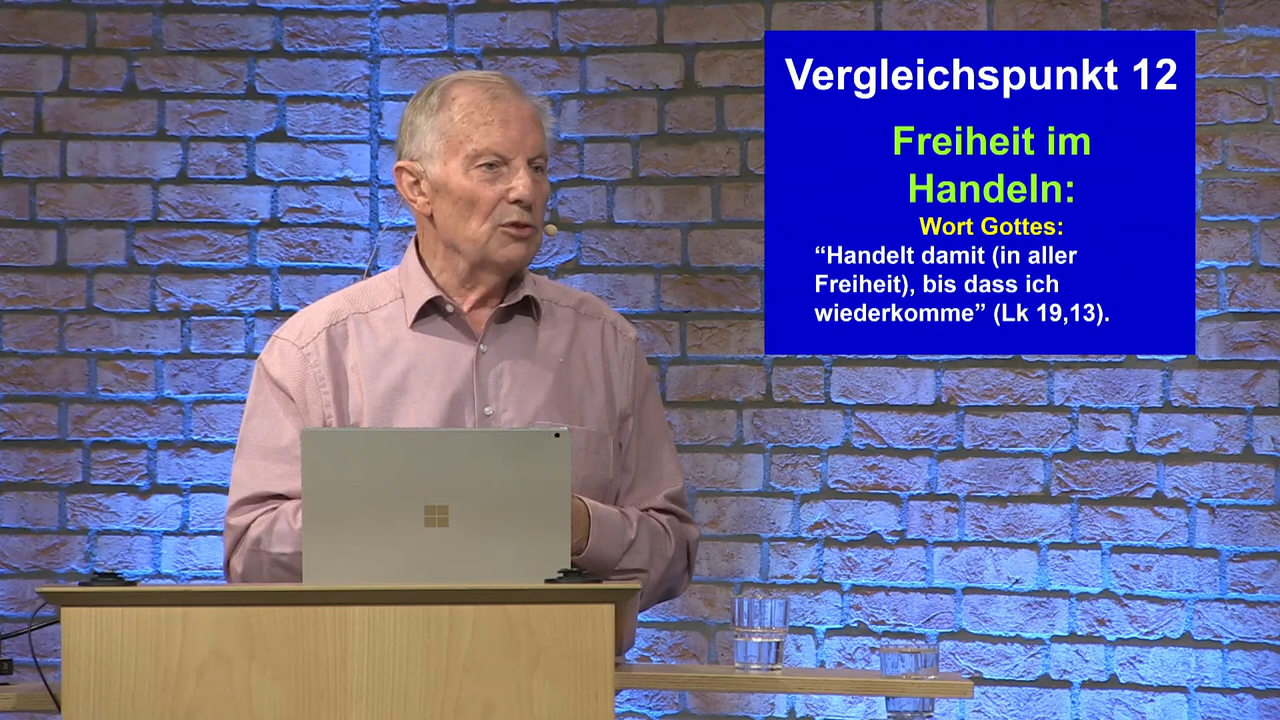 Vergleichspunkt 12
Freiheit im
Handeln:
Wort Gottes:
“Handelt damit (in aller
Freiheit), bis dass ich
wiederkomme” (Lk 19,13).